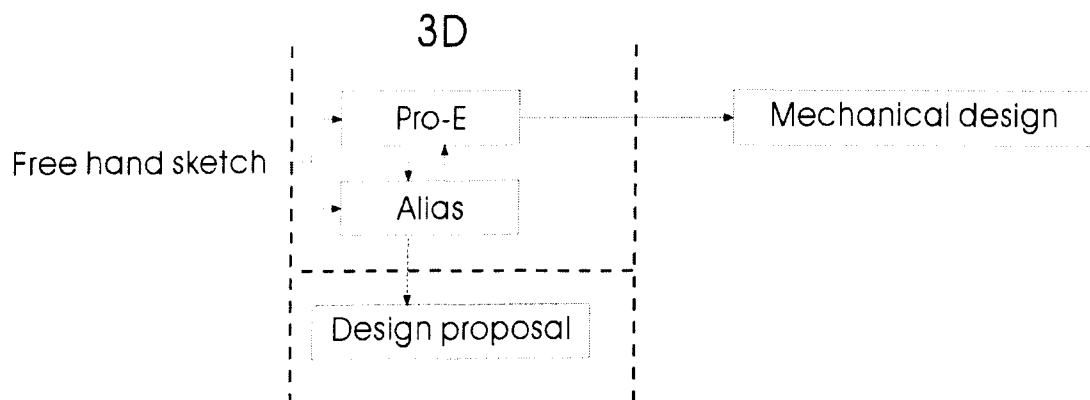 3D
Pro-E
Mechanical design
Free hand sketch
Alias
Design proposal